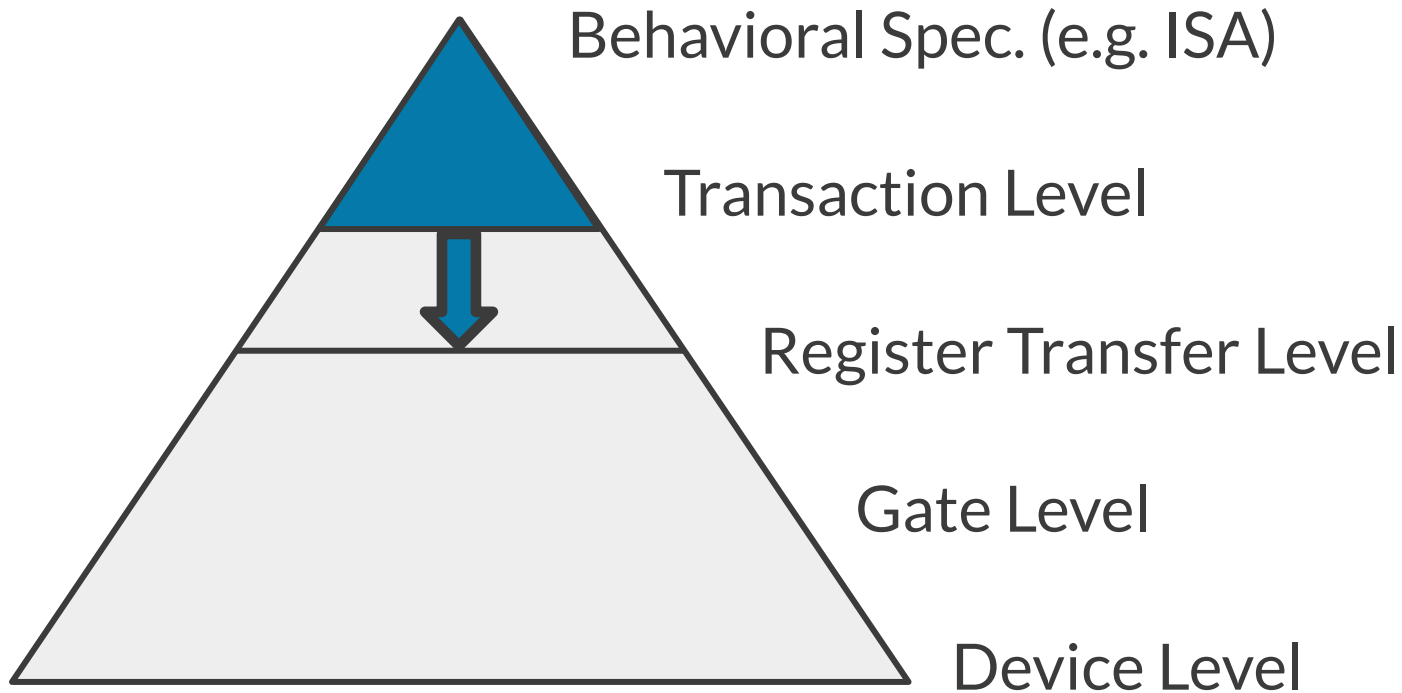 Behavioral Spec. (e.g. ISA)
Transaction Level
Register Transfer Level
Gate Level
Device Level